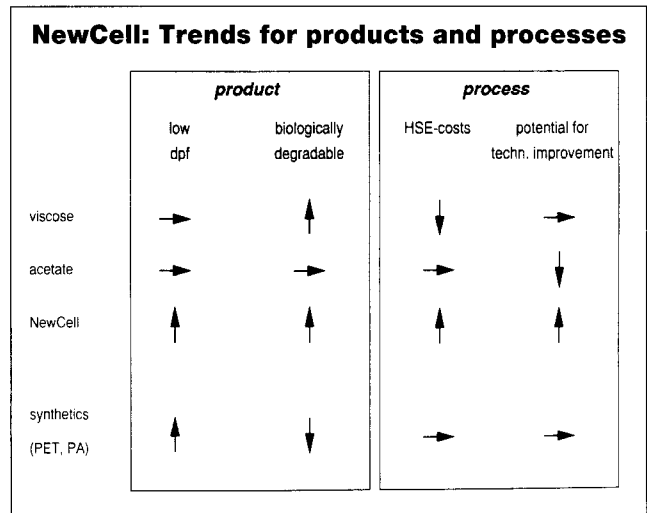 NewCell: Trends for products and processes
product
process
low
dpf
biologically
degradable
HSE-costs
potential for
techn. improvement
viscose
acetate
NewCell
synthetics
(PET, PA)